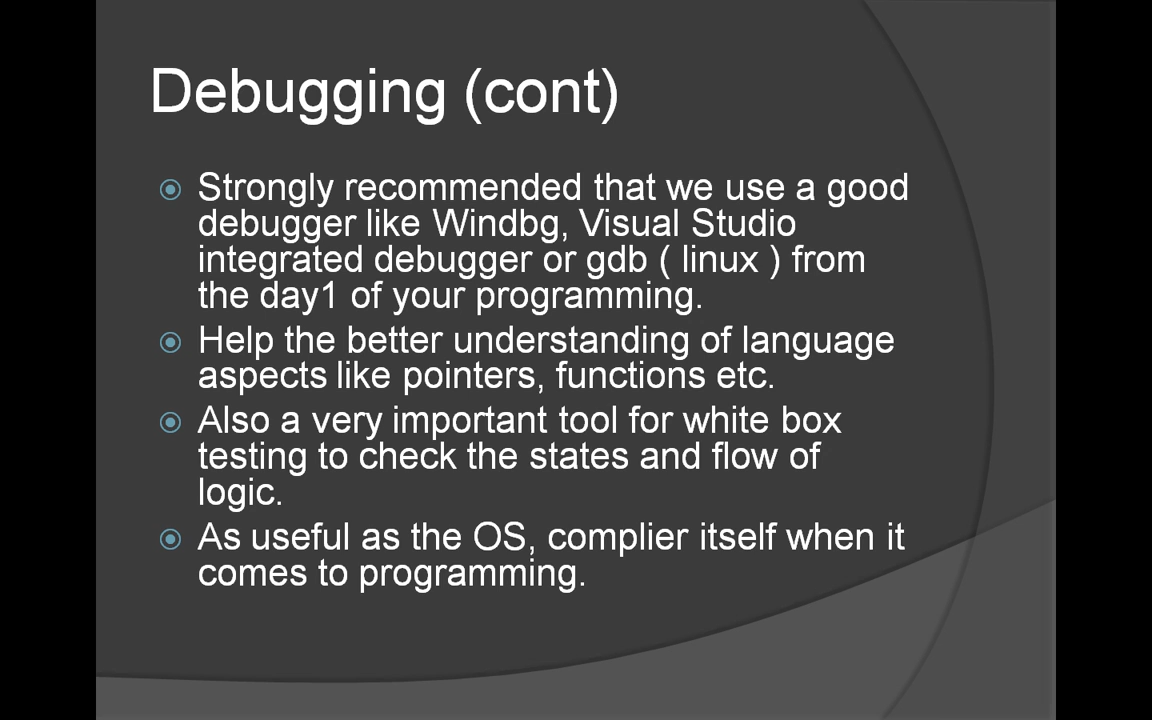 Debugging (cont)
Strongly recommended that we use a good
debugger like Windbg, Visual Studio
integrated debugger or gdb ( linux ) from
the day1 of your programming.
Help the better understanding of language
aspects like pointers, functions etc.
Also a very important tool for white box
testing to check the states and flow of
logic.
As useful as the OS, complier itself when it
comes to programming.